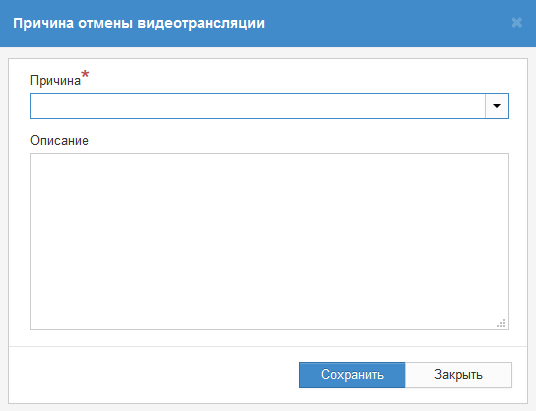 Причина отмены видеотрансляции
Причина*
Описание
Сохранить Закрыть